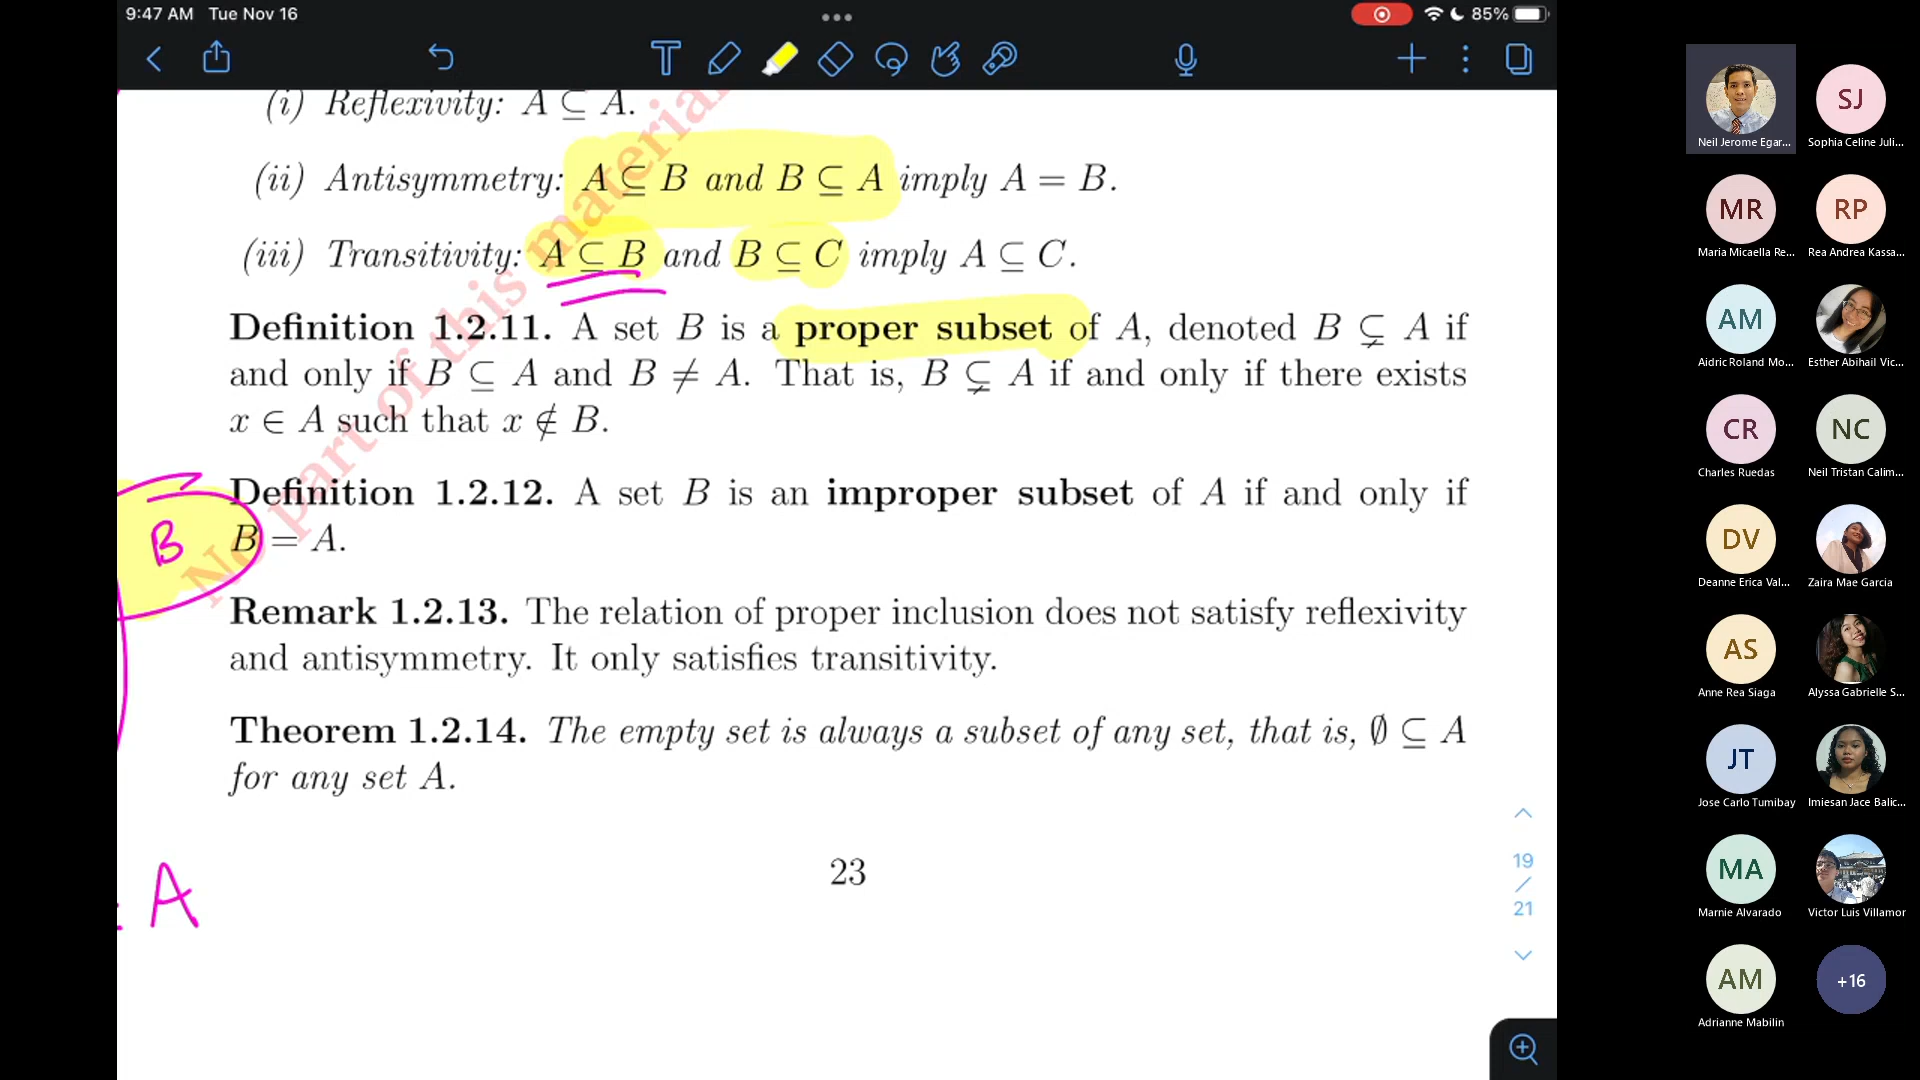 9:47 AM Tue Nov 16
85%
(i) Reflexivity: A ⊆ A.
(ii) Antisymmetry: A ⊆ B and B ⊆ A imply A = B.
(iii) Transitivity: A ⊆ B and B ⊆ C imply A ⊆ C.
Definition 1.2.11. A set B is a proper subset of A, denoted B ⊊ A if
and only if B ⊆ A and B ≠ A. That is, B ⊊ A if and only if there exists
x ∈ A such that x ∉ B.
Definition 1.2.12. A set B is an improper subset of A if and only if
B = A.
B
Remark 1.2.13. The relation of proper inclusion does not satisfy reflexivity
and antisymmetry. It only satisfies transitivity.
Theorem 1.2.14. The empty set is always a subset of any set, that is, ∅ ⊆ A
for any set A.
A
23
19
/
21
part of this material
Neil Jerome Egar...
SJ
Sophia Celine Juli...
MR
Maria Micaella Re...
RP
Rea Andrea Kassa...
AM
Aidric Roland Mo...
Esther Abihail Vic...
CR
Charles Ruedas
NC
Neil Tristan Calim...
DV
Deanne Erica Val...
Zaira Mae Garcia
AS
Anne Rea Siaga
Alyssa Gabrielle S...
JT
Jose Carlo Tumibay
Imiesan Jace Balic...
MA
Marnie Alvarado
Victor Luis Villamor
AM
Adrianne Mabilin
+16